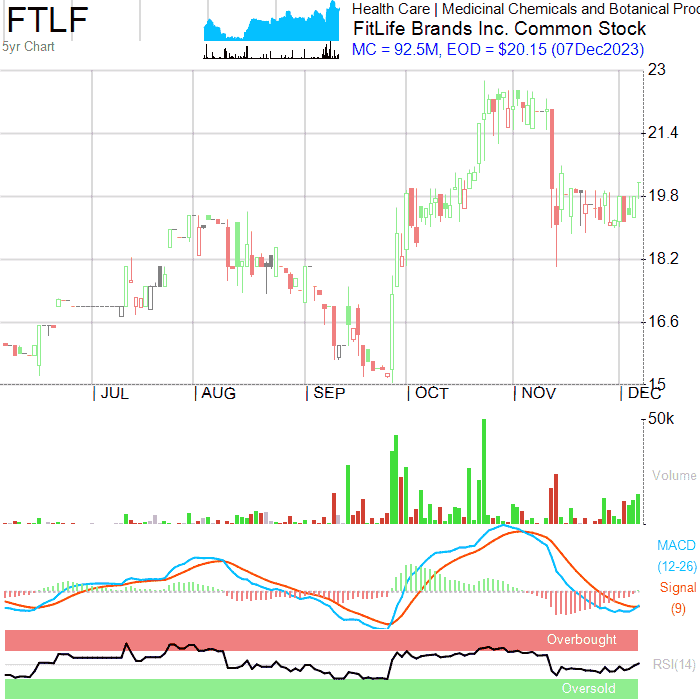 FTLF
5yr Chart
Health Care | Medicinal Chemicals and Botanical Pro
FitLife Brands Inc. Common Stock
MC = 92.5M, EOD = $20.15 (07Dec2023)
23
21.4
19.8
18.2
16.6
15
| JUL | AUG | SEP | OCT | NOV | DEC
50k
Volume
MACD
(12-26)
Signal
(9)
Overbought
RSI(14)
Oversold